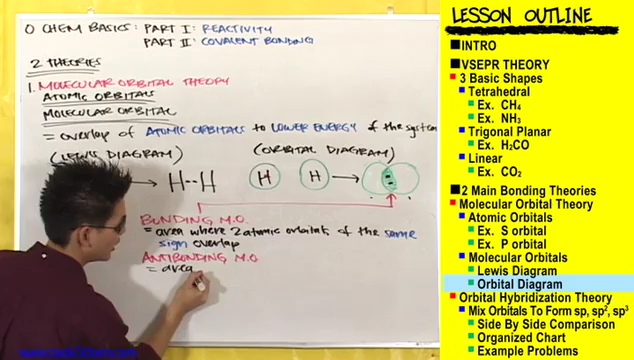 O CHEM BASICS: PART I: REACTIVITY
PART II: COVALENT BONDING
2 THEORIES
1. MOLECULAR ORBITAL THEORY
ATOMIC ORBITALS
MOLECULAR ORBITAL
= overlap of ATOMIC ORBITALS to LOWER ENERGY of the system
(LEWIS DIAGRAM) (ORBITAL DIAGRAM)
→ H··H H H →
BONDING M.O.
= area where 2 atomic orbitals of the same
sign overlap
ANTIBONDING M.O.
= area
LESSON OUTLINE
INTRO
VSEPR THEORY
3 Basic Shapes
Tetrahedral
Ex. CH₄
Ex. NH₃
Trigonal Planar
Ex. H₂CO
Linear
Ex. CO₂
2 Main Bonding Theories
Molecular Orbital Theory
Atomic Orbitals
Ex. S orbital
Ex. P orbital
Molecular Orbitals
Lewis Diagram
Orbital Diagram
Orbital Hybridization Theory
Mix Orbitals To Form sp, sp², sp³
Side By Side Comparison
Organized Chart
Example Problems